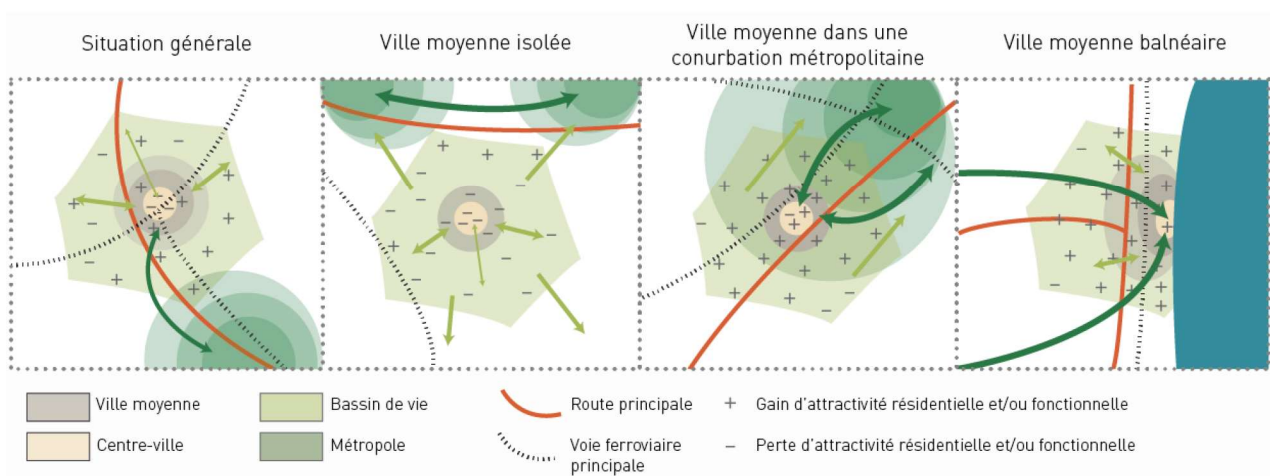 Situation générale
Ville moyenne isolée
Ville moyenne dans une
conurbation métropolitaine
Ville moyenne balnéaire
Ville moyenne
Centre-ville
Bassin de vie
Métropole
Route principale
Voie ferroviaire
principale
+ Gain d'attractivité résidentielle et/ou fonctionnelle
– Perte d'attractivité résidentielle et/ou fonctionnelle